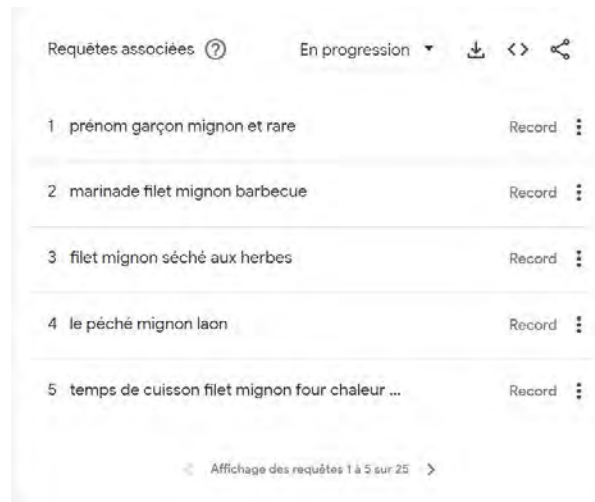 Requêtes associées ? En progression
1 prénom garçon mignon et rare Record
2 marinade filet mignon barbecue Record
3 filet mignon séché aux herbes Record
4 le péché mignon laon Record
5 temps de cuisson filet mignon four chaleur ... Record
Affichage des requêtes 1 à 5 sur 25